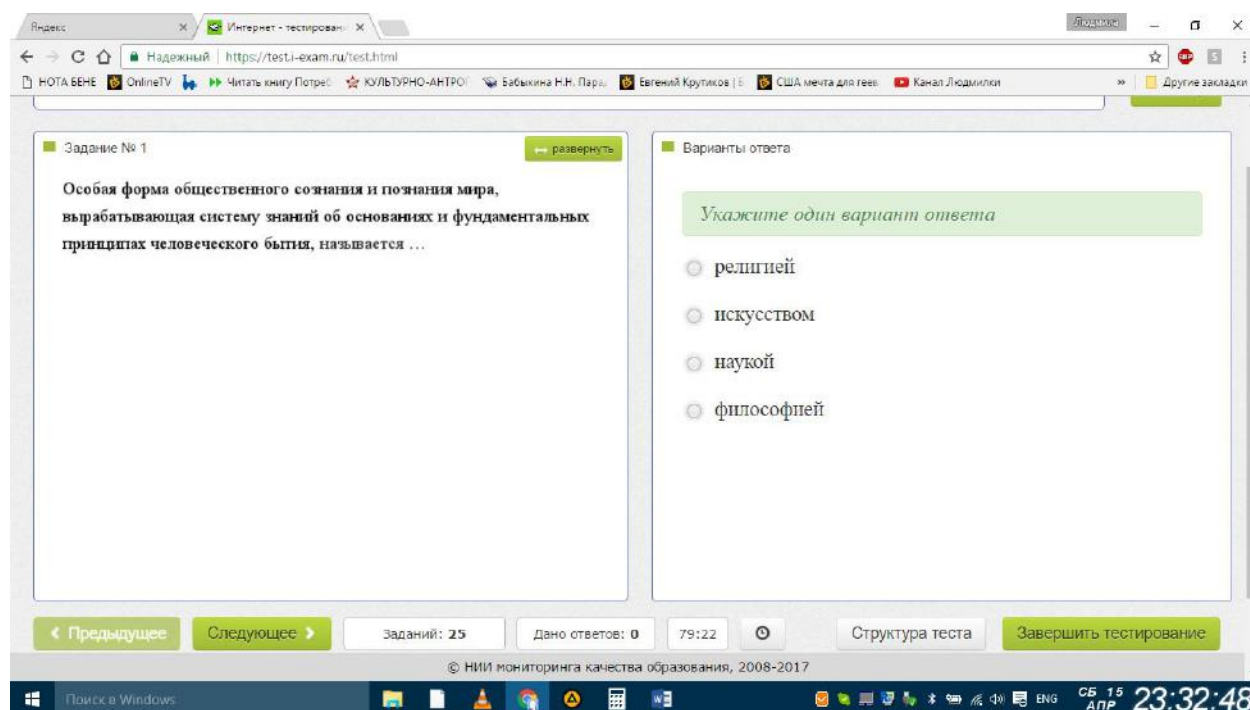 Яндекс
Интернет - тестирован
Людмила
Надежный | https://test.i-exam.ru/test.html
НОТА БЕНЕ OnlineTV Читать книгу Потреб КУЛЬТУРНО-АНТРОГ Бабыкина Н.Н. Пара Евгений Крутиков | США мечта для геев Канал Людмилки » Другие закладки
Задание № 1
развернуть
Особая форма общественного сознания и познания мира,
вырабатывающая систему знаний об основаниях и фундаментальных
принципах человеческого бытия, называется …
Варианты ответа
Укажите один вариант ответа
религией
искусством
наукой
философией
Предыдущее Следующее Заданий: 25 Дано ответов: 0 79:22 Структура теста Завершить тестирование
© НИИ мониторинга качества образования, 2008-2017
Поиск в Windows ENG СБ 15 АПР 23:32:48